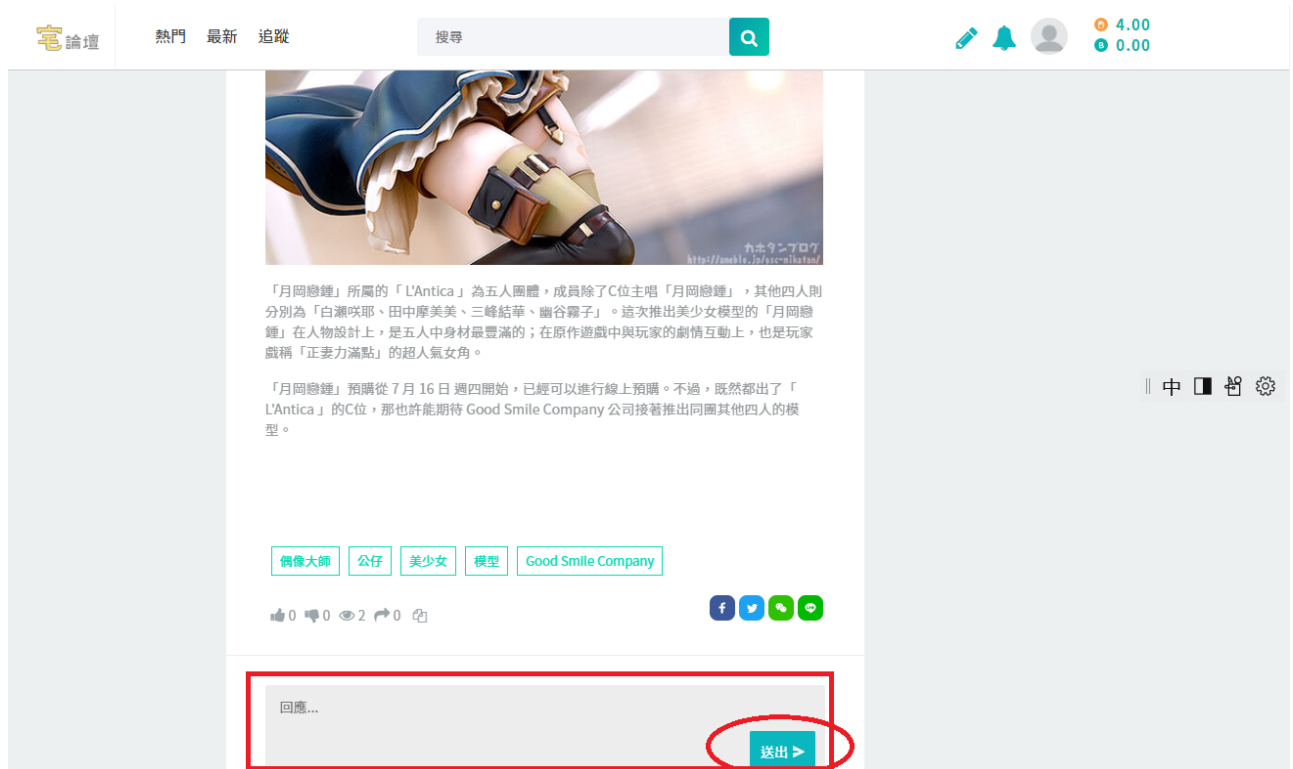 宅論壇
熱門 最新 追蹤
搜尋
4.00
B 0.00
カホタンブログ
http://ameblo.jp/gsc-mikatan/
「月岡戀鍾」所屬的「 L'Antica 」為五人團體，成員除了C位主唱「月岡戀鍾」，其他四人則
分別為「白瀨咲耶、田中摩美美、三峰結華、幽谷霧子」。這次推出美少女模型的「月岡戀
鍾」在人物設計上，是五人中身材最豐滿的；在原作遊戲中與玩家的劇情互動上，也是玩家
戲稱「正妻力滿點」的超人氣女角。
「月岡戀鍾」預購從 7 月 16 日 週四開始，已經可以進行線上預購。不過，既然都出了「
L'Antica 」的C位，那也許能期待 Good Smile Company 公司接著推出同團其他四人的模
型。
中
偶像大師 公仔 美少女 模型 Good Smile Company
0 0 2 0
回應...
送出